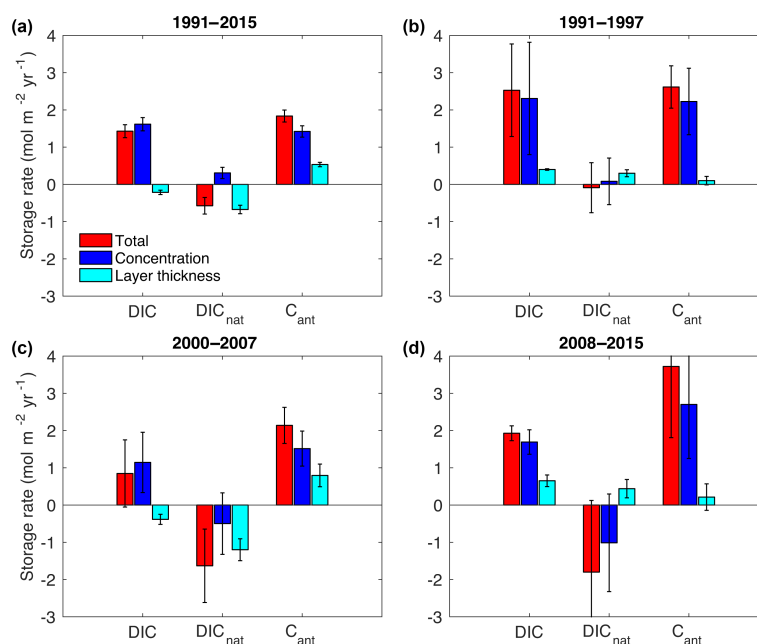 (a) 1991–2015
4
3
2
1
0
-1
-2
-3
Storage rate (mol m-2 yr-1)
Total
Concentration
Layer thickness
DIC DICnat Cant
(b) 1991–1997
4
3
2
1
0
-1
-2
-3
DIC DICnat Cant
(c) 2000–2007
4
3
2
1
0
-1
-2
-3
Storage rate (mol m-2 yr-1)
DIC DICnat Cant
(d) 2008–2015
4
3
2
1
0
-1
-2
-3
DIC DICnat Cant